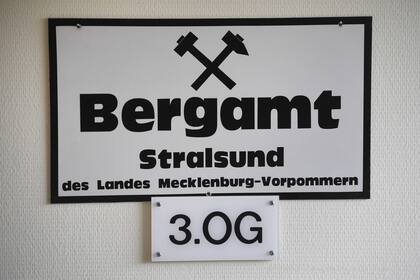 Bergamt
Stralsund
des Landes Mecklenburg-Vorpommern
3.OG